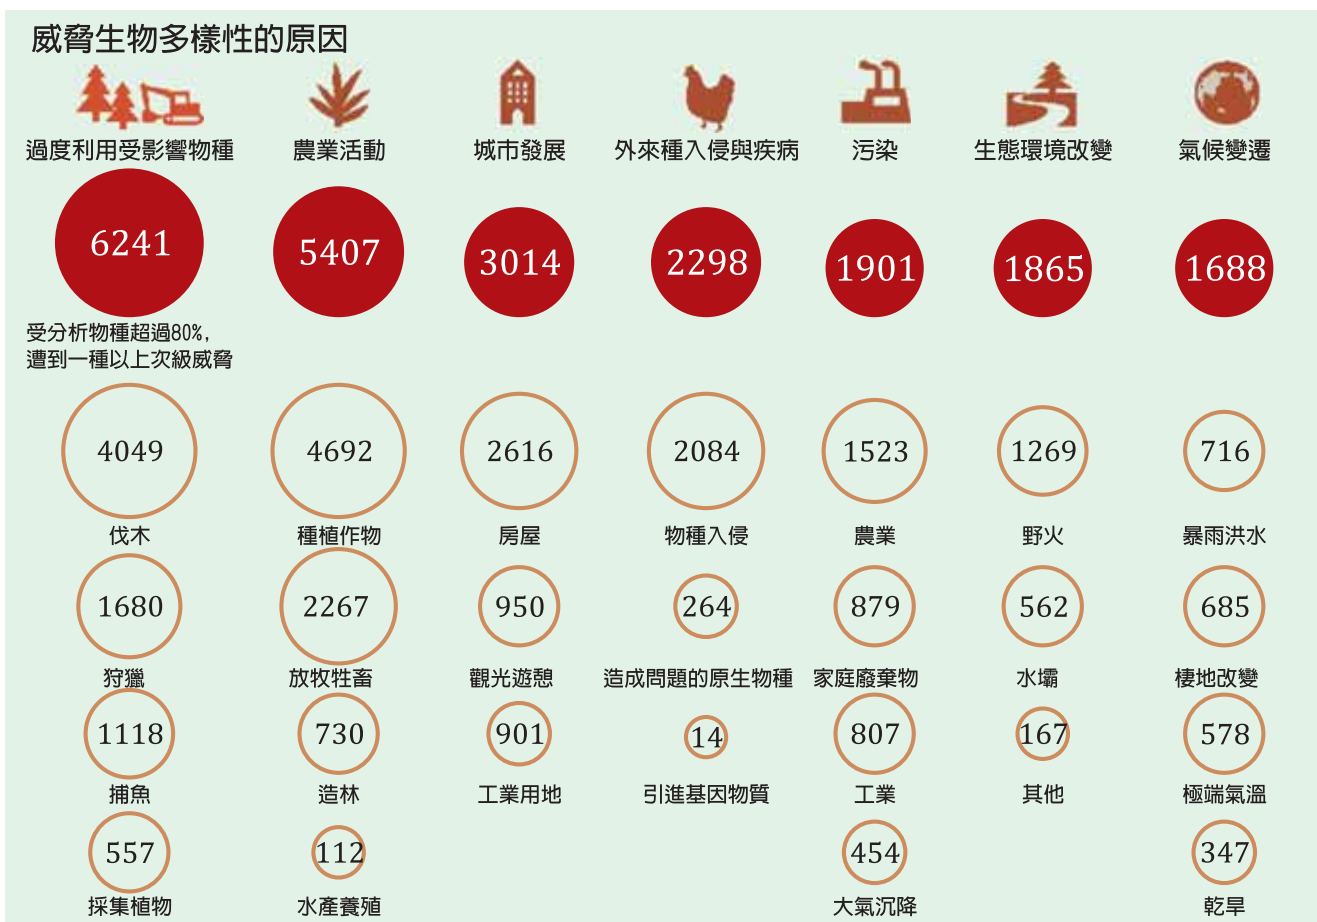 威脅生物多樣性的原因
過度利用受影響物種 農業活動 城市發展 外來種入侵與疾病 污染 生態環境改變 氣候變遷
6241 5407 3014 2298 1901 1865 1688
受分析物種超過80%,
遭到一種以上次級威脅
4049 4692 2616 2084 1523 1269 716
伐木 種植作物 房屋 物種入侵 農業 野火 暴雨洪水
1680 2267 950 264 879 562 685
狩獵 放牧牲畜 觀光遊憩 造成問題的原生物種 家庭廢棄物 水壩 棲地改變
1118 730 901 14 807 167 578
捕魚 造林 工業用地 引進基因物質 工業 其他 極端氣溫
557 112 454 347
採集植物 水產養殖 大氣沉降 乾旱